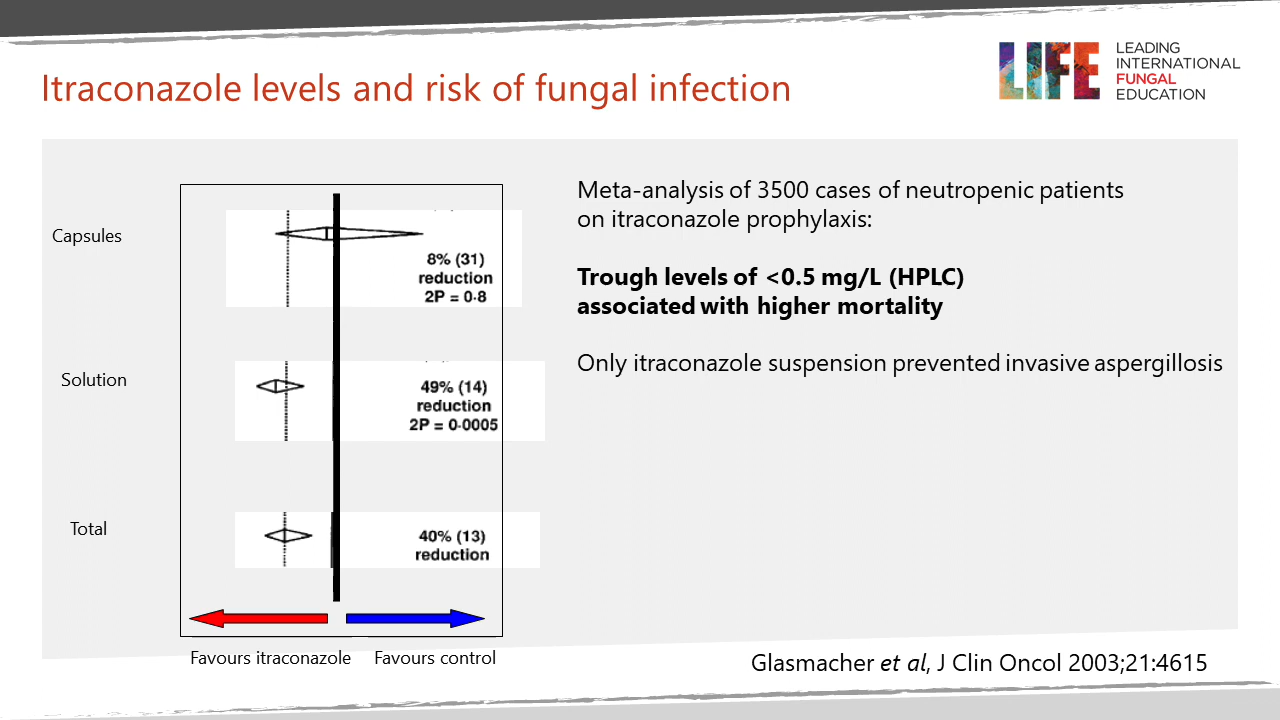 Itraconazole levels and risk of fungal infection
LIFE
LEADING
INTERNATIONAL
FUNGAL
EDUCATION
Capsules
8% (31)
reduction
2P = 0·8
Solution
49% (14)
reduction
2P = 0·0005
Total
40% (13)
reduction
Favours itraconazole
Favours control
Meta-analysis of 3500 cases of neutropenic patients
on itraconazole prophylaxis:
Trough levels of <0.5 mg/L (HPLC)
associated with higher mortality
Only itraconazole suspension prevented invasive aspergillosis
Glasmacher et al, J Clin Oncol 2003;21:4615